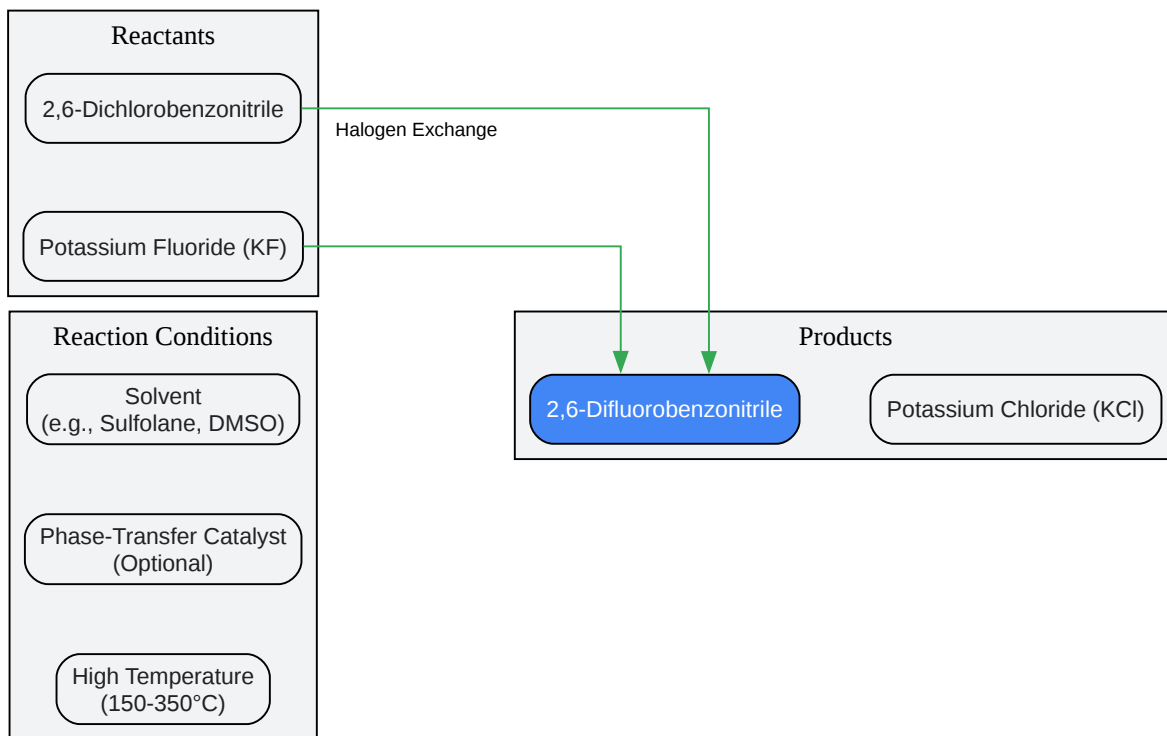 Reactants
2,6-Dichlorobenzonitrile
Halogen Exchange
Potassium Fluoride (KF)
Reaction Conditions
Solvent
(e.g., Sulfolane, DMSO)
Phase-Transfer Catalyst
(Optional)
High Temperature
(150-350°C)
Products
2,6-Difluorobenzonitrile
Potassium Chloride (KCl)